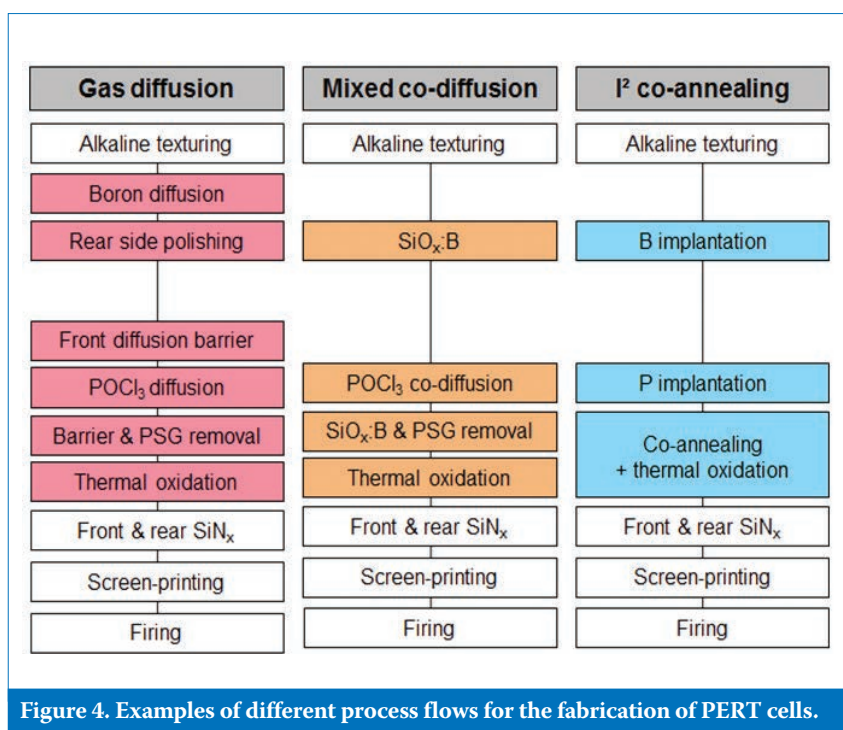 Gas diffusion
Alkaline texturing
Boron diffusion
Rear side polishing
Front diffusion barrier
POCl₃ diffusion
Barrier & PSG removal
Thermal oxidation
Front & rear SiNₓ
Screen-printing
Firing
Mixed co-diffusion
Alkaline texturing
SiOₓ:B
POCl₃ co-diffusion
SiOₓ:B & PSG removal
Thermal oxidation
Front & rear SiNₓ
Screen-printing
Firing
I² co-annealing
Alkaline texturing
B implantation
P implantation
Co-annealing
+ thermal oxidation
Front & rear SiNₓ
Screen-printing
Firing
Figure 4. Examples of different process flows for the fabrication of PERT cells.